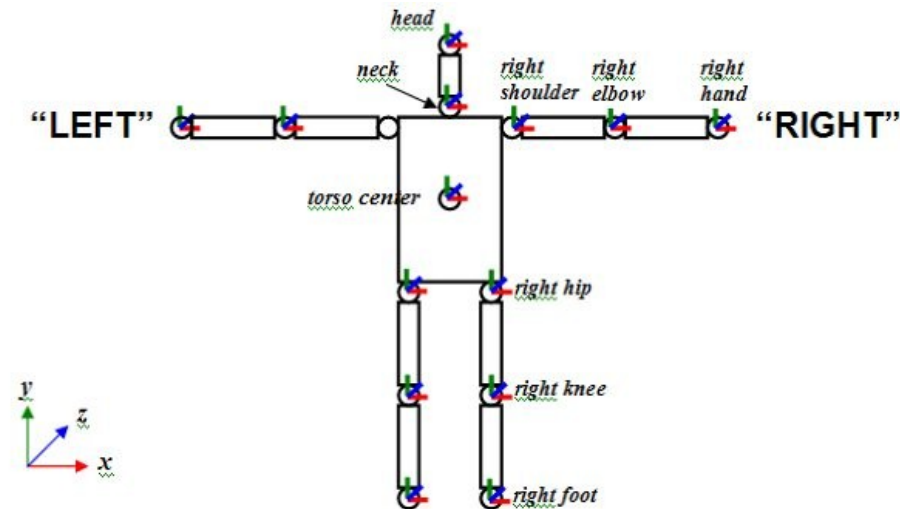 head
neck
right
shoulder
right
elbow
right
hand
“LEFT”
“RIGHT”
torso center
right hip
right knee
right foot
y
z
x